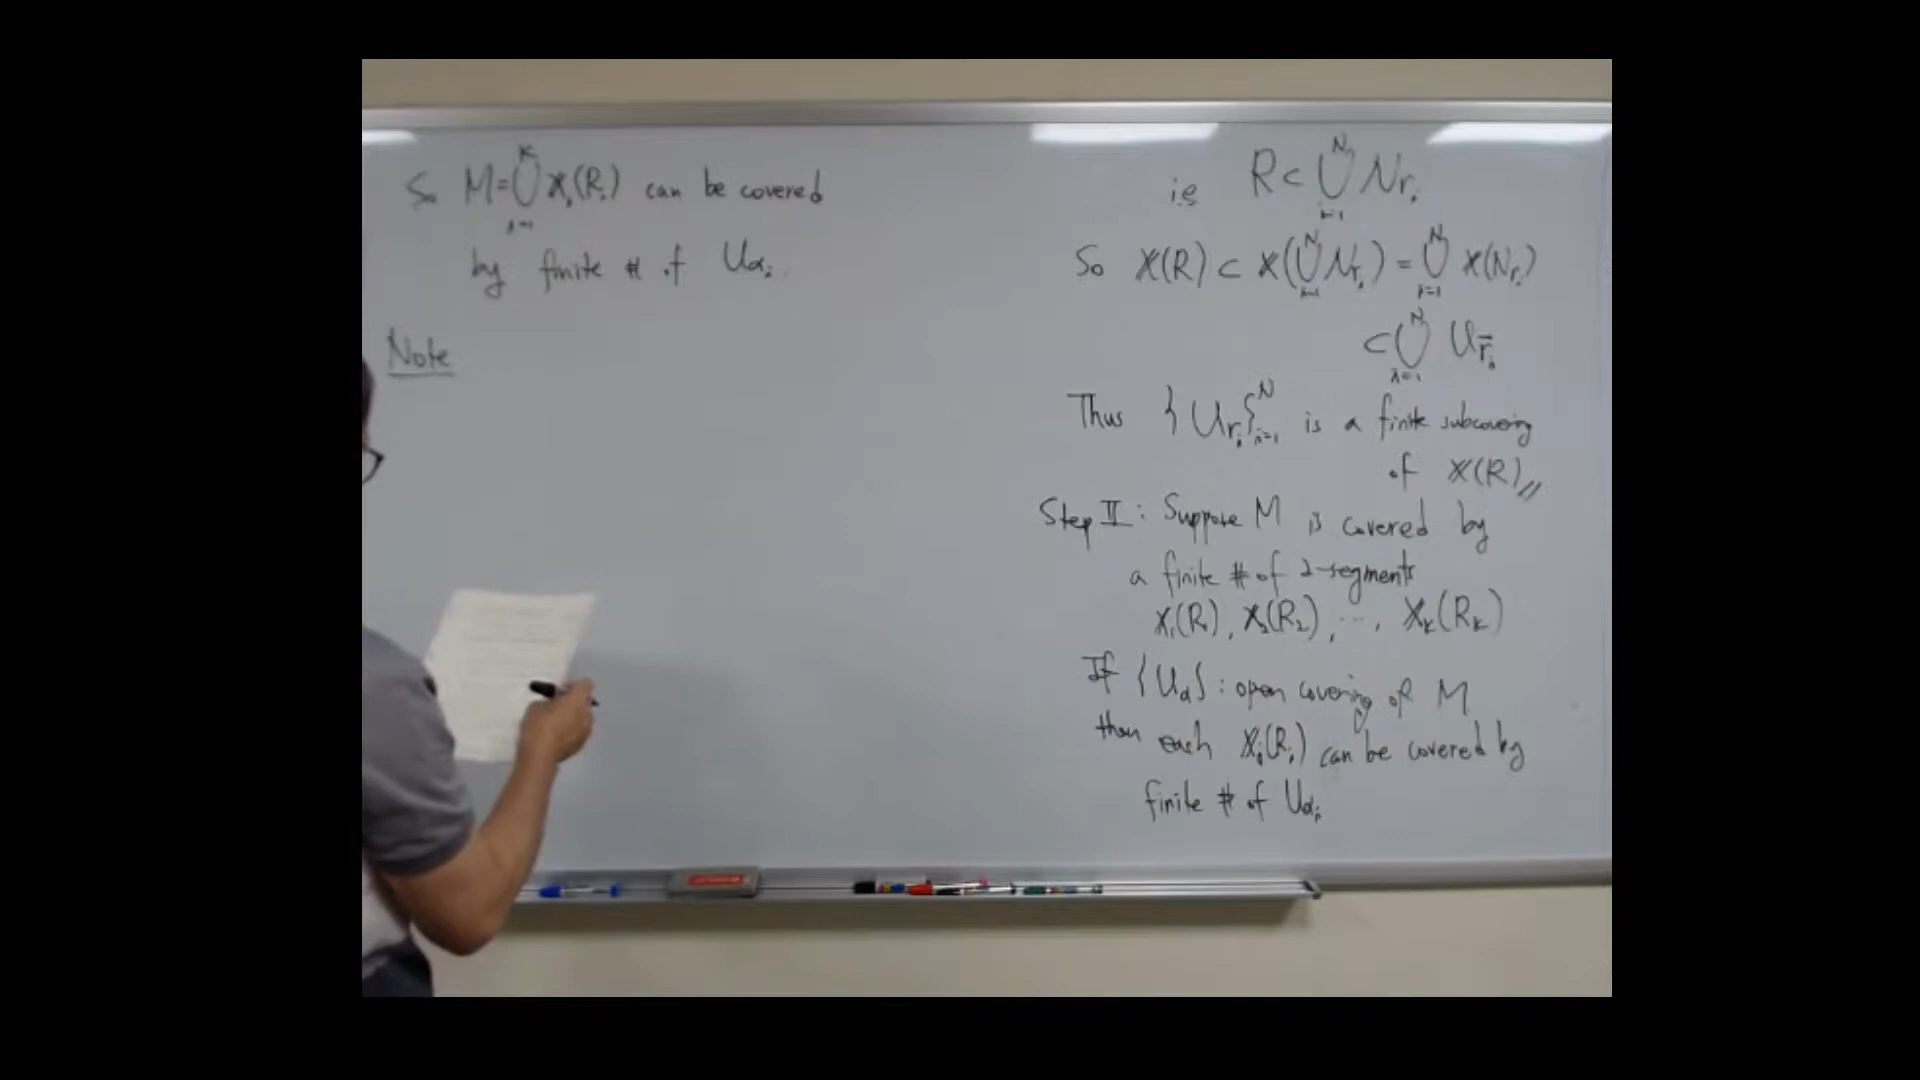 So M = ⋃_{i=1}^{K} X_i(R_i) can be covered
by finite # of U_{α_i}.
Note
i.e R ⊂ ⋃_{i=1}^{N} N_{r_i}
So X(R) ⊂ X(⋃_{i=1}^{N} N_{r_i}) = ⋃_{i=1}^{N} X(N_{r_i})
⊂ ⋃_{i=1}^{N} U_{r̄_i}
Thus {U_{r_i}}_{i=1}^{N} is a finite subcovering
of X(R) //
Step II : Suppose M is covered by
a finite # of 2-segments
X_1(R_1), X_2(R_2), ⋯, X_K(R_K)
If {U_α} : open covering of M
then each X_i(R_i) can be covered by
finite # of U_{α_i}